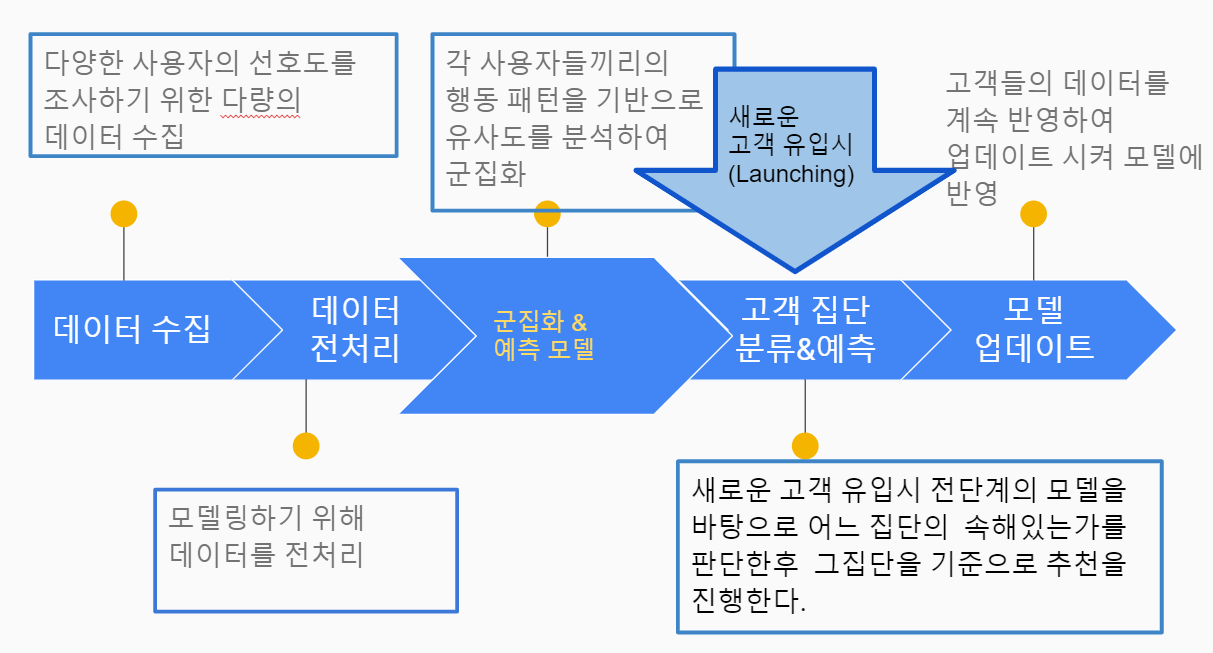 다양한 사용자의 선호도를
조사하기 위한 다량의
데이터 수집
각 사용자들끼리의
행동 패턴을 기반으로
유사도를 분석하여
군집화
새로운
고객 유입시
(Launching)
고객들의 데이터를
계속 반영하여
업데이트 시켜 모델에
반영
데이터 수집
데이터
전처리
군집화 &
예측 모델
고객 집단
분류&예측
모델
업데이트
모델링하기 위해
데이터를 전처리
새로운 고객 유입시 전단계의 모델을
바탕으로 어느 집단의 속해있는가를
판단한후 그집단을 기준으로 추천을
진행한다.